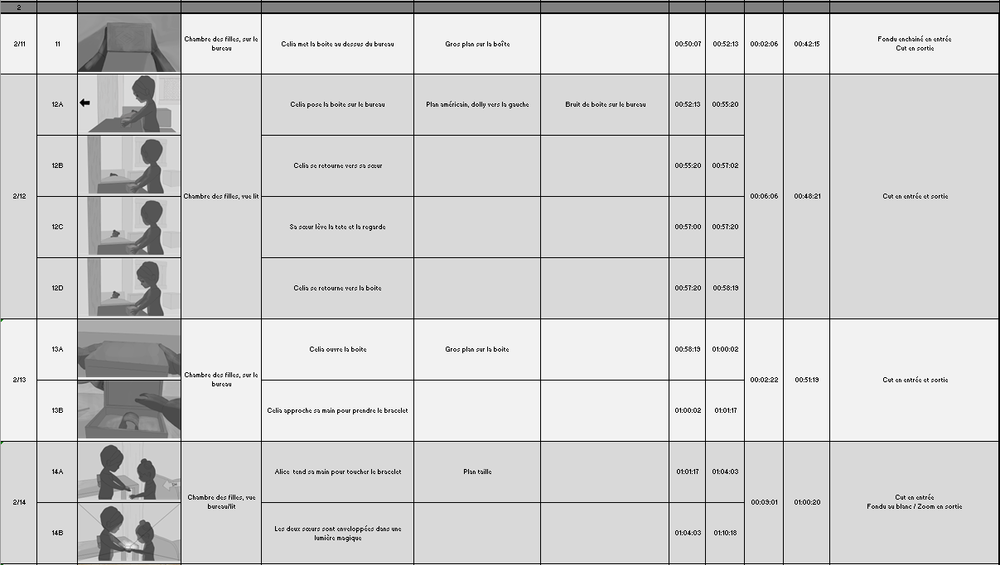 2
2/11
11
Chambre des filles, sur le
bureau
Celia met la boite au dessus du bureau
Gros plan sur la boîte
00:50:07
00:52:13
00:02:06
00:42:15
Fondu enchainé en entrée
Cut en sortie
2/12
12A
Chambre des filles, vue lit
Celia pose la boite sur le bureau
Plan américain, dolly vers la gauche
Bruit de boite sur le bureau
00:52:13
00:55:20
00:06:06
00:48:21
Cut en entrée et sortie
12B
Celia se retourne vers sa sœur
00:55:20
00:57:02
12C
Sa sœur lève la tete et la regarde
00:57:00
00:57:20
12D
Celia se retourne vers la boite
00:57:20
00:58:19
2/13
13A
Chambre des filles, sur le
bureau
Celia ouvre la boite
Gros plan sur la boite
00:58:19
01:00:02
00:02:22
00:51:19
Cut en entrée et sortie
13B
Celia approche sa main pour prendre le bracelet
01:00:02
01:01:17
2/14
14A
Chambre des filles, vue
bureau/lit
Alice tend sa main pour toucher le bracelet
Plan taille
01:01:17
01:04:03
00:09:01
01:00:20
Cut en entrée
Fondu au blanc / Zoom en sortie
14B
Les deux sœurs sont enveloppées dans une
lumière magique
01:04:03
01:10:18